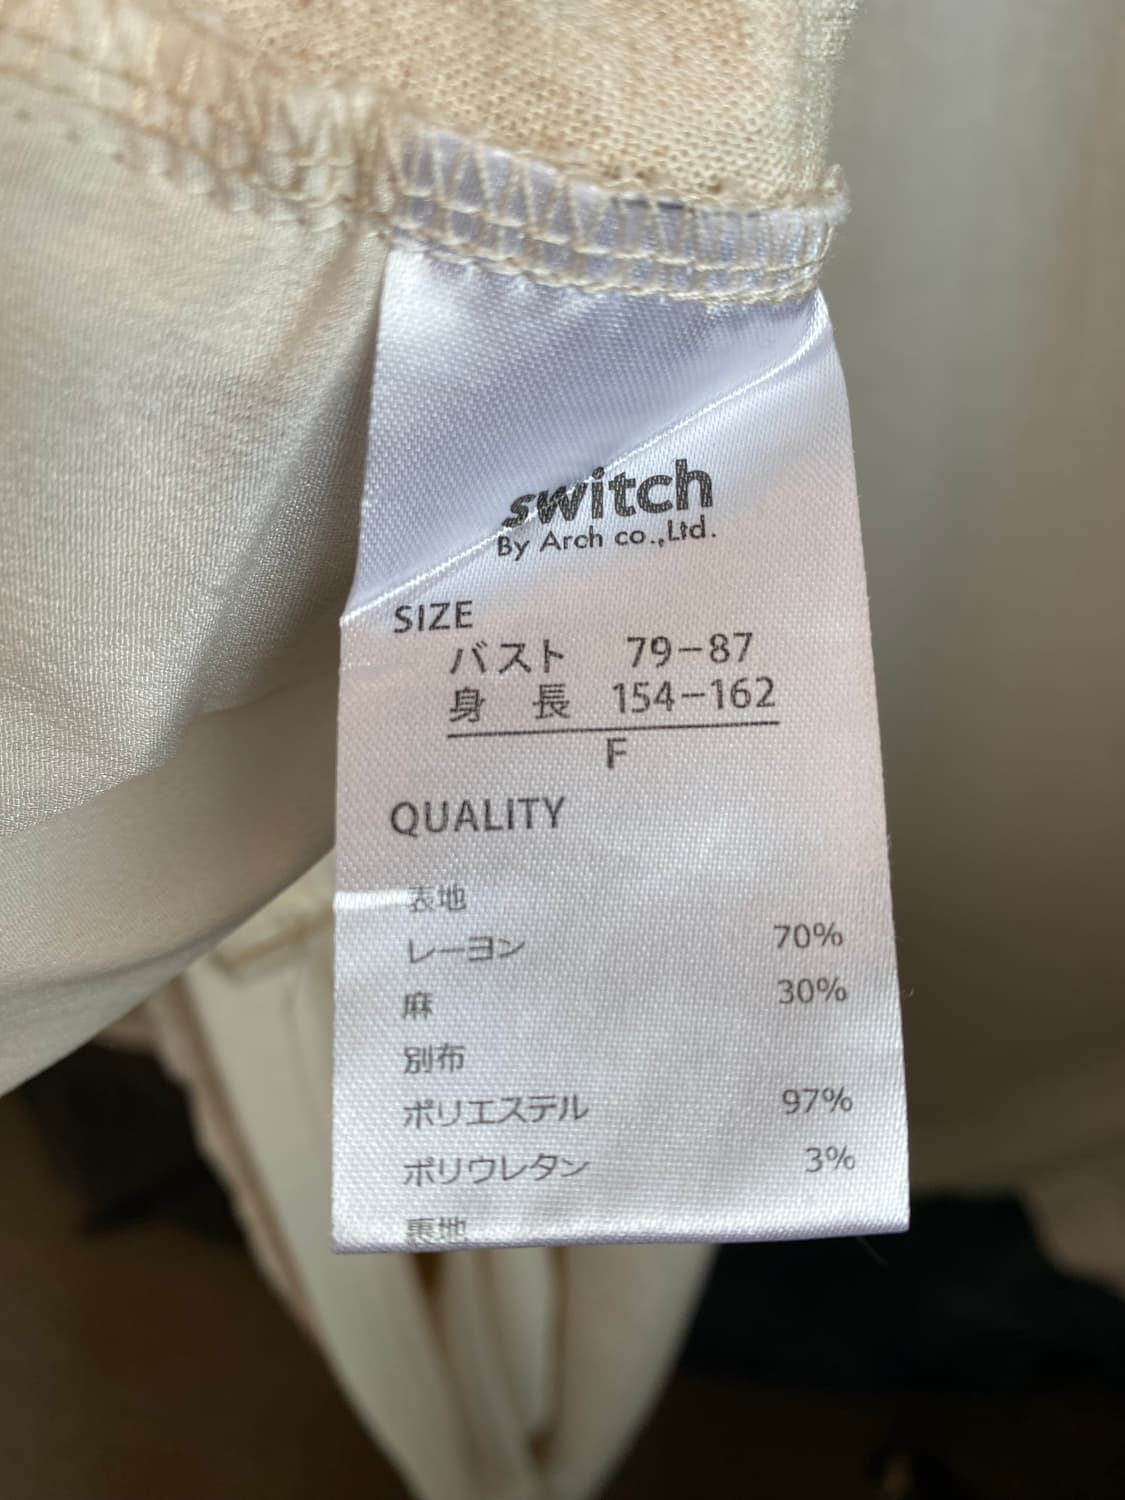 switch
By Arch co.,Ltd.
SIZE
バスト 79-87
身 長 154-162
F
QUALITY
表地
レーヨン 70%
麻 30%
別布
ポリエステル 97%
ポリウレタン 3%
裏地